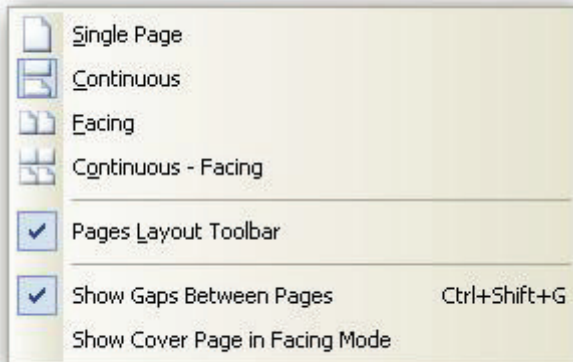 Single Page
Continuous
Facing
Continuous - Facing
Pages Layout Toolbar
Show Gaps Between Pages Ctrl+Shift+G
Show Cover Page in Facing Mode